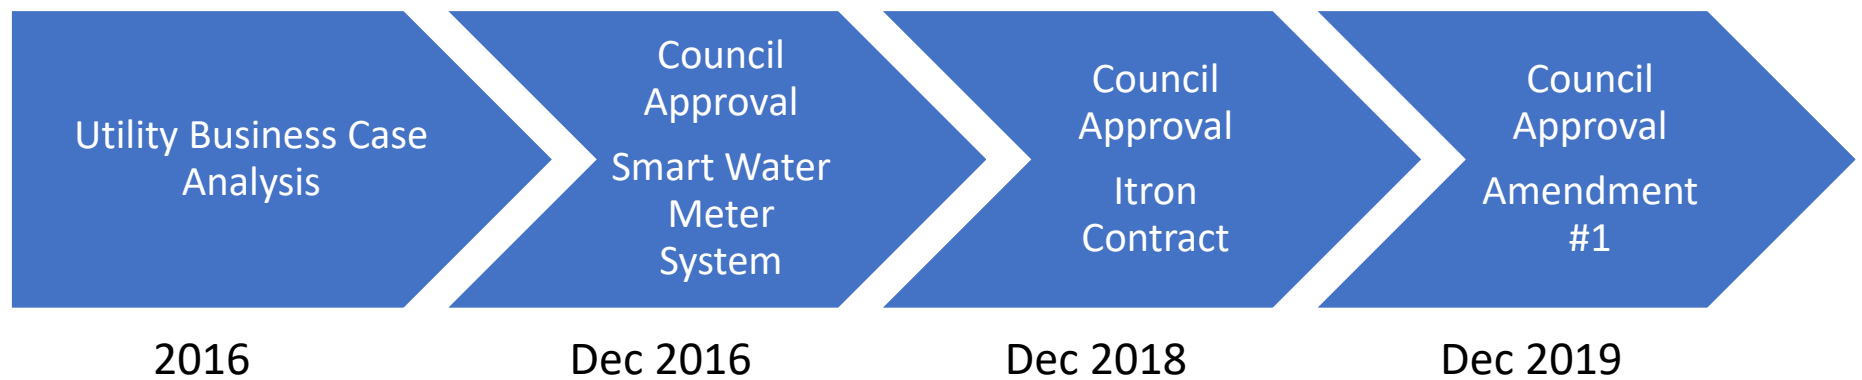 Utility Business Case
Analysis
Council
Approval
Smart Water
Meter
System
Council
Approval
Itron
Contract
Council
Approval
Amendment
#1
2016
Dec 2016
Dec 2018
Dec 2019